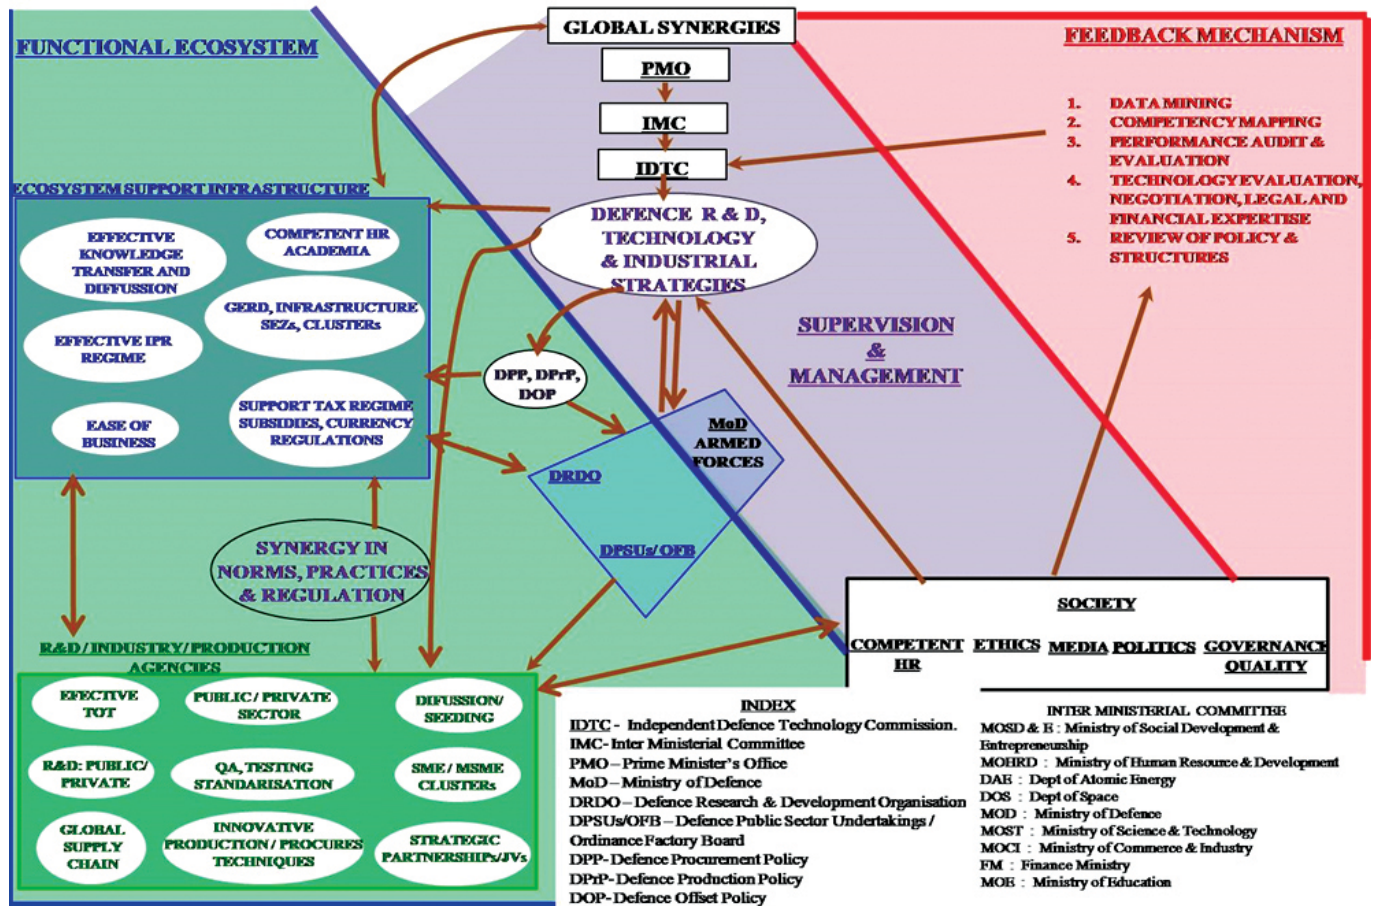 FUNCTIONAL ECOSYSTEM
GLOBAL SYNERGIES
PMO
IMC
IDTC
DEFENCE R & D,
TECHNOLOGY
& INDUSTRIAL
STRATEGIES
FEEDBACK MECHANISM
1. DATA MINING
2. COMPETENCY MAPPING
3. PERFORMANCE AUDIT &
EVALUATION
4. TECHNOLOGY EVALUATION,
NEGOTIATION, LEGAL AND
FINANCIAL EXPERTISE
5. REVIEW OF POLICY &
STRUCTURES
ECOSYSTEM SUPPORT INFRASTRUCTURE
EFFECTIVE
KNOWLEDGE
TRANSFER AND
DIFFUSSION
COMPETENT HR
ACADEMIA
GERD, INFRASTRUCTURE
SEZs, CLUSTERs
EFFECTIVE IPR
REGIME
SUPPORT TAX REGIME
SUBSIDIES, CURRENCY
REGULATIONS
EASE OF
BUSINESS
DPP, DPrP,
DOP
SUPERVISION
&
MANAGEMENT
MoD
ARMED
FORCES
DRDO
DPSUs/ OFB
SYNERGY IN
NORMS, PRACTICES
& REGULATION
SOCIETY
COMPETENT
HR
ETHICS
MEDIA
POLITICS
GOVERNANCE
QUALITY
R&D / INDUSTRY/ PRODUCTION
AGENCIES
EFECTIVE
TOT
PUBLIC / PRIVATE
SECTOR
DIFUSSION/
SEEDING
R&D: PUBLIC/
PRIVATE
QA, TESTING
STANDARISATION
SME / MSME
CLUSTERs
GLOBAL
SUPPLY
CHAIN
INNOVATIVE
PRODUCTION / PROCURES
TECHNIQUES
STRATEGIC
PARTNERSHIPs/JVs
INDEX
IDTC - Independent Defence Technology Commission.
IMC- Inter Ministerial Committee
PMO – Prime Minister's Office
MoD – Ministry of Defence
DRDO – Defence Research & Development Organisation
DPSUs/OFB – Defence Public Sector Undertakings /
Ordinance Factory Board
DPP- Defence Procurement Policy
DPrP- Defence Production Policy
DOP- Defence Offset Policy
INTER MINISTERIAL COMMITTEE
MOSD & E : Ministry of Social Development &
Entrepreneurship
MOHRD : Ministry of Human Resource & Development
DAE : Dept of Atomic Energy
DOS : Dept of Space
MOD : Ministry of Defence
MOST : Ministry of Science & Technology
MOCI : Ministry of Commerce & Industry
FM : Finance Ministry
MOE : Ministry of Education